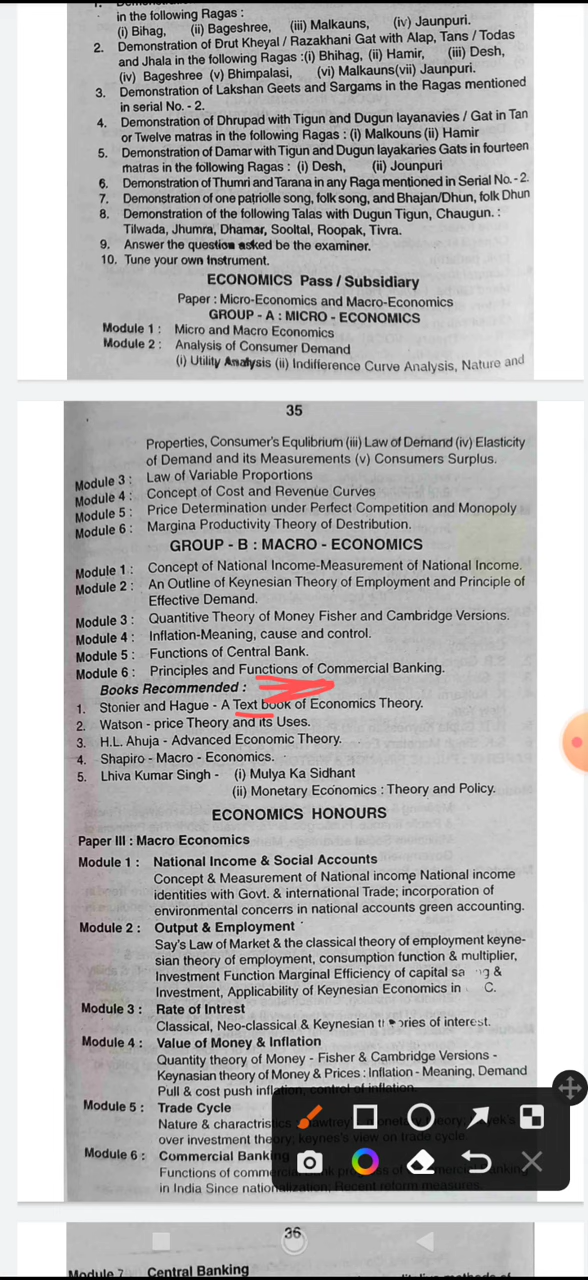 1. Demonstration
in the following Ragas :
(i) Bihag, (ii) Bageshree, (iii) Malkauns, (iv) Jaunpuri.
2. Demonstration of Drut Kheyal / Razakhani Gat with Alap, Tans / Todas
and Jhala in the following Ragas :(i) Bhihag, (ii) Hamir, (iii) Desh,
(iv) Bageshree (v) Bhimpalasi, (vi) Malkauns(vii) Jaunpuri.
3. Demonstration of Lakshan Geets and Sargams in the Ragas mentioned
in serial No. - 2.
4. Demonstration of Dhrupad with Tigun and Dugun layanavies / Gat in Tan
or Twelve matras in the following Ragas : (i) Malkouns (ii) Hamir
5. Demonstration of Damar with Tigun and Dugun layakaries Gats in fourteen
matras in the following Ragas : (i) Desh, (ii) Jounpuri
6. Demonstration of Thumri and Tarana in any Raga mentioned in Serial No. - 2.
7. Demonstration of one patriolle song, folk song, and Bhajan/Dhun, folk Dhun
8. Demonstration of the following Talas with Dugun Tigun, Chaugun. :
Tilwada, Jhumra, Dhamar, Sooltal, Roopak, Tivra.
9. Answer the question asked be the examiner.
10. Tune your own Instrument.
ECONOMICS Pass / Subsidiary
Paper : Micro-Economics and Macro-Economics
GROUP - A : MICRO - ECONOMICS
Module 1 : Micro and Macro Economics
Module 2 : Analysis of Consumer Demand
(i) Utility Analysis (ii) Indifference Curve Analysis, Nature and
35
Properties, Consumer's Equlibrium (iii) Law of Demand (iv) Elasticity
of Demand and its Measurements (v) Consumers Surplus.
Module 3 : Law of Variable Proportions
Module 4 : Concept of Cost and Revenue Curves
Module 5 : Price Determination under Perfect Competition and Monopoly
Module 6 : Margina Productivity Theory of Destribution.
GROUP - B : MACRO - ECONOMICS
Module 1 : Concept of National Income-Measurement of National Income.
Module 2 : An Outline of Keynesian Theory of Employment and Principle of
Effective Demand.
Module 3 : Quantitive Theory of Money Fisher and Cambridge Versions.
Module 4 : Inflation-Meaning, cause and control.
Module 5 : Functions of Central Bank.
Module 6 : Principles and Functions of Commercial Banking.
Books Recommended :
1. Stonier and Hague - A Text book of Economics Theory.
2. Watson - price Theory and its Uses.
3. H.L. Ahuja - Advanced Economic Theory.
4. Shapiro - Macro - Economics.
5. Lhiva Kumar Singh - (i) Mulya Ka Sidhant
(ii) Monetary Economics : Theory and Policy.
ECONOMICS HONOURS
Paper III : Macro Economics
Module 1 : National Income & Social Accounts
Concept & Measurement of National income National income
identities with Govt. & international Trade; incorporation of
environmental concerrs in national accounts green accounting.
Module 2 : Output & Employment
Say's Law of Market & the classical theory of employment keyne-
sian theory of employment, consumption function & multiplier,
Investment Function Marginal Efficiency of capital &
Investment, Applicability of Keynesian Economics in C.
Module 3 : Rate of Intrest
Classical, Neo-classical & Keynesian of interest.
Module 4 : Value of Money & Inflation
Quantity theory of Money - Fisher & Cambridge Versions -
Keynasian theory of Money & Prices : Inflation - Meaning, Demand
Pull & cost push inflation, control of inflation.
Module 5 : Trade Cycle
Nature & charactristics
over investment theory; keynes's view on trade cycle.
Module 6 : Commercial Banking
Functions of
in India Since nationalization; Recent reform measures.
36
Module 7 Central Banking